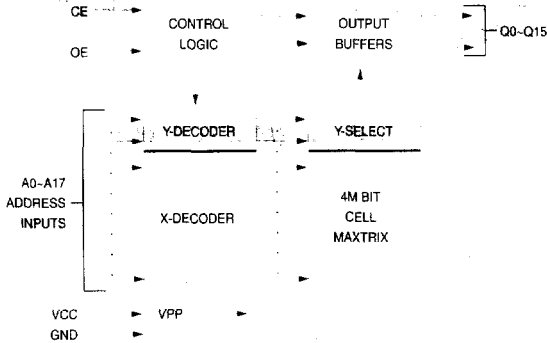 CE
CONTROL
LOGIC
OUTPUT
BUFFERS
Q0~Q15
OE
Y-DECODER
Y-SELECT
A0~A17
ADDRESS
INPUTS
X-DECODER
4M BIT
CELL
MAXTRIX
VCC
VPP
GND